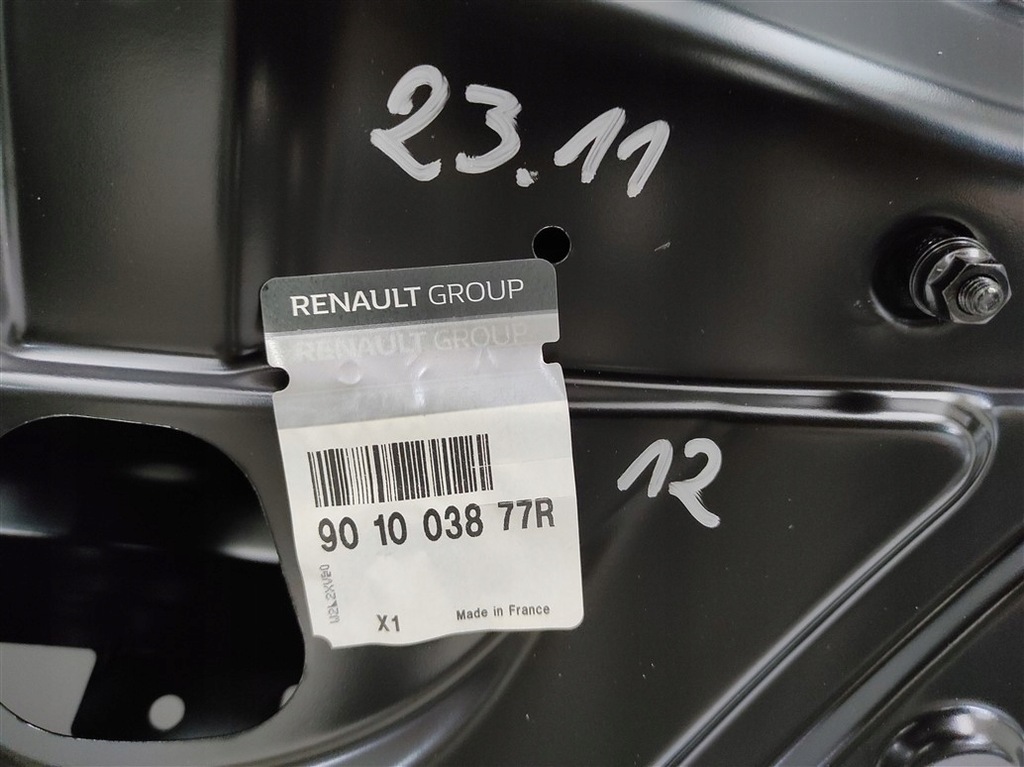 23.11
RENAULT GROUP
RENAULT GROUP
90 10 038 77R
12
X1
Made in France